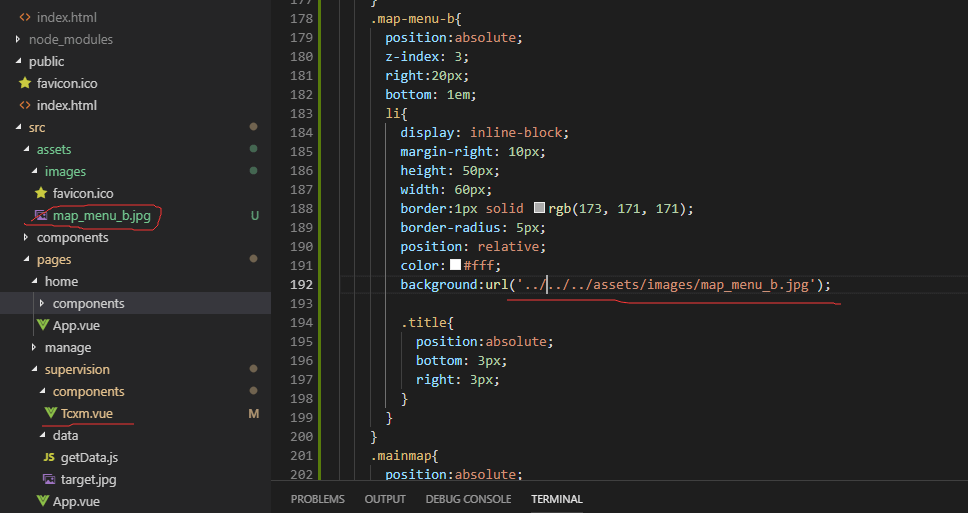 index.html
node_modules
public
favicon.ico
index.html
src
assets
images
favicon.ico
map_menu_b.jpg U
components
pages
home
components
App.vue
manage
supervision
components
Tcxm.vue M
data
JS getData.js
target.jpg
App.vue
177 }
178 .map-menu-b{
179 position:absolute;
180 z-index: 3;
181 right:20px;
182 bottom: 1em;
183 li{
184 display: inline-block;
185 margin-right: 10px;
186 height: 50px;
187 width: 60px;
188 border:1px solid rgb(173, 171, 171);
189 border-radius: 5px;
190 position: relative;
191 color:#fff;
192 background:url('../../../assets/images/map_menu_b.jpg');
193
194 .title{
195 position:absolute;
196 bottom: 3px;
197 right: 3px;
198 }
199 }
200 }
201 .mainmap{
202 position:absolute;
PROBLEMS OUTPUT DEBUG CONSOLE TERMINAL